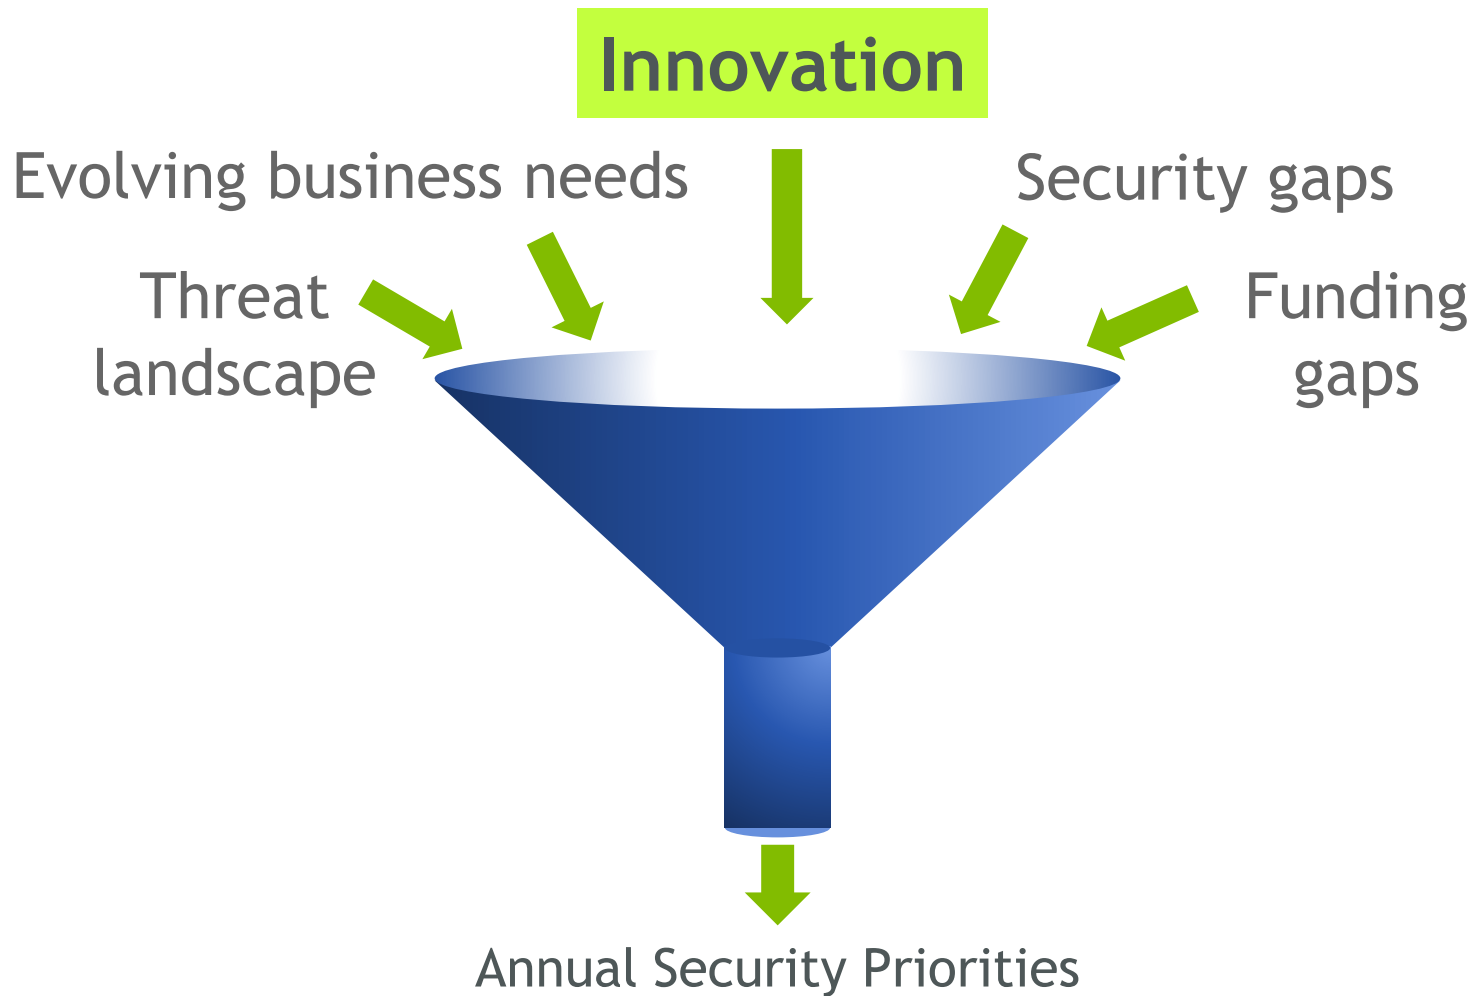 Innovation
Evolving business needs
Security gaps
Threat
landscape
Funding
gaps
Annual Security Priorities